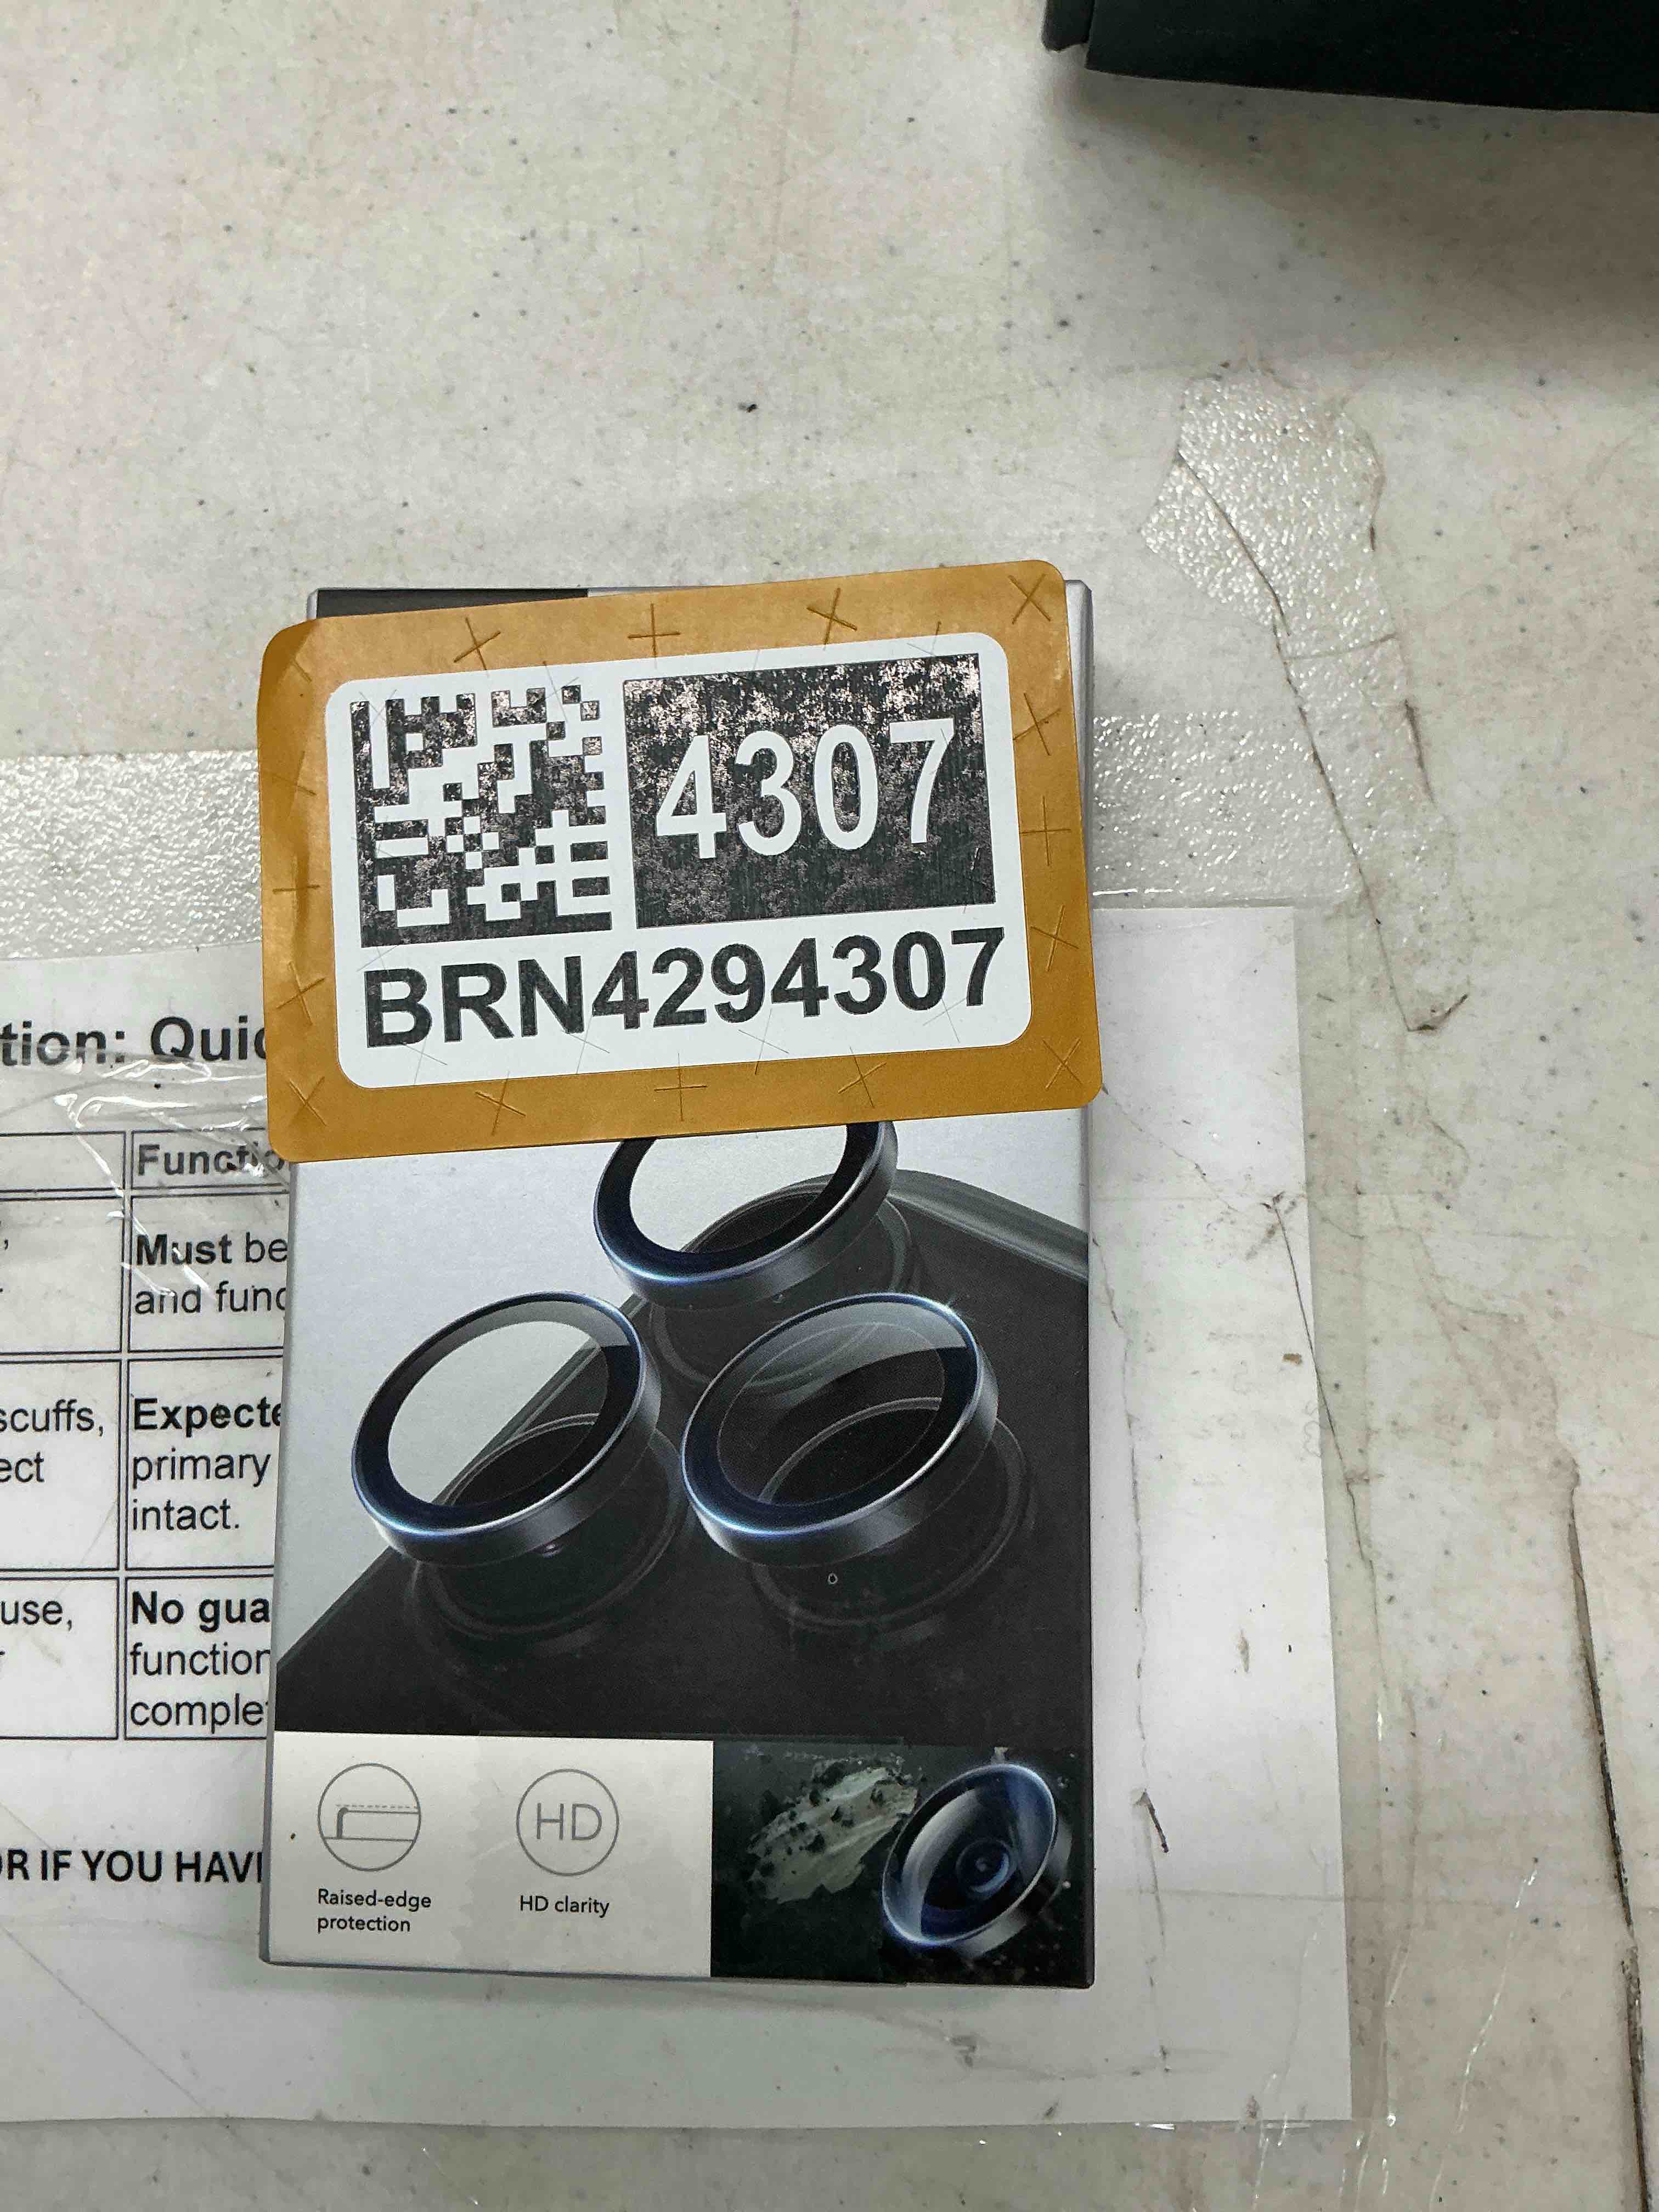 4307
BRN4294307
tion: Quic
Functio
Must be
and func
scuffs,
ect
Expecte
primary
intact.
use,
No gua
function
complet
OR IF YOU HAVE
HD
Raised-edge
protection
HD clarity